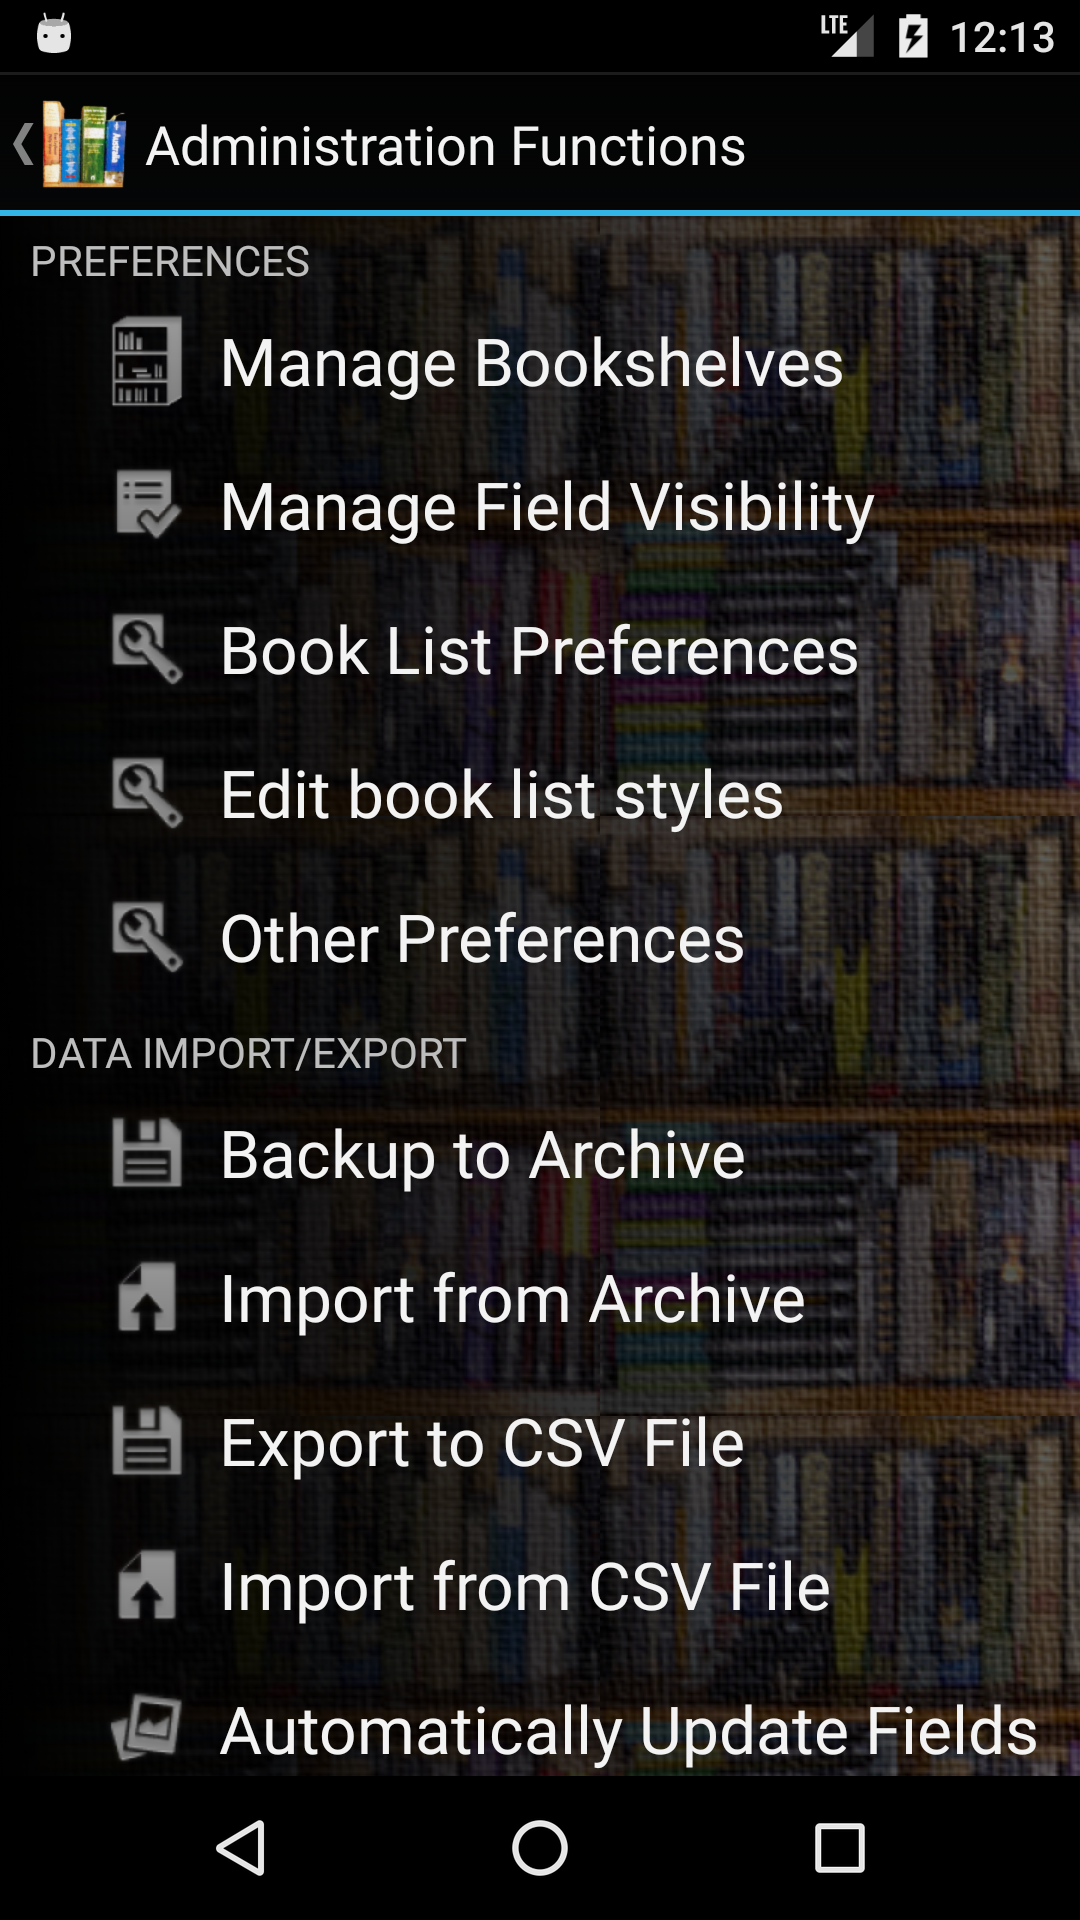 LTE 12:13
Administration Functions
PREFERENCES
Manage Bookshelves
Manage Field Visibility
Book List Preferences
Edit book list styles
Other Preferences
DATA IMPORT/EXPORT
Backup to Archive
Import from Archive
Export to CSV File
Import from CSV File
Automatically Update Fields